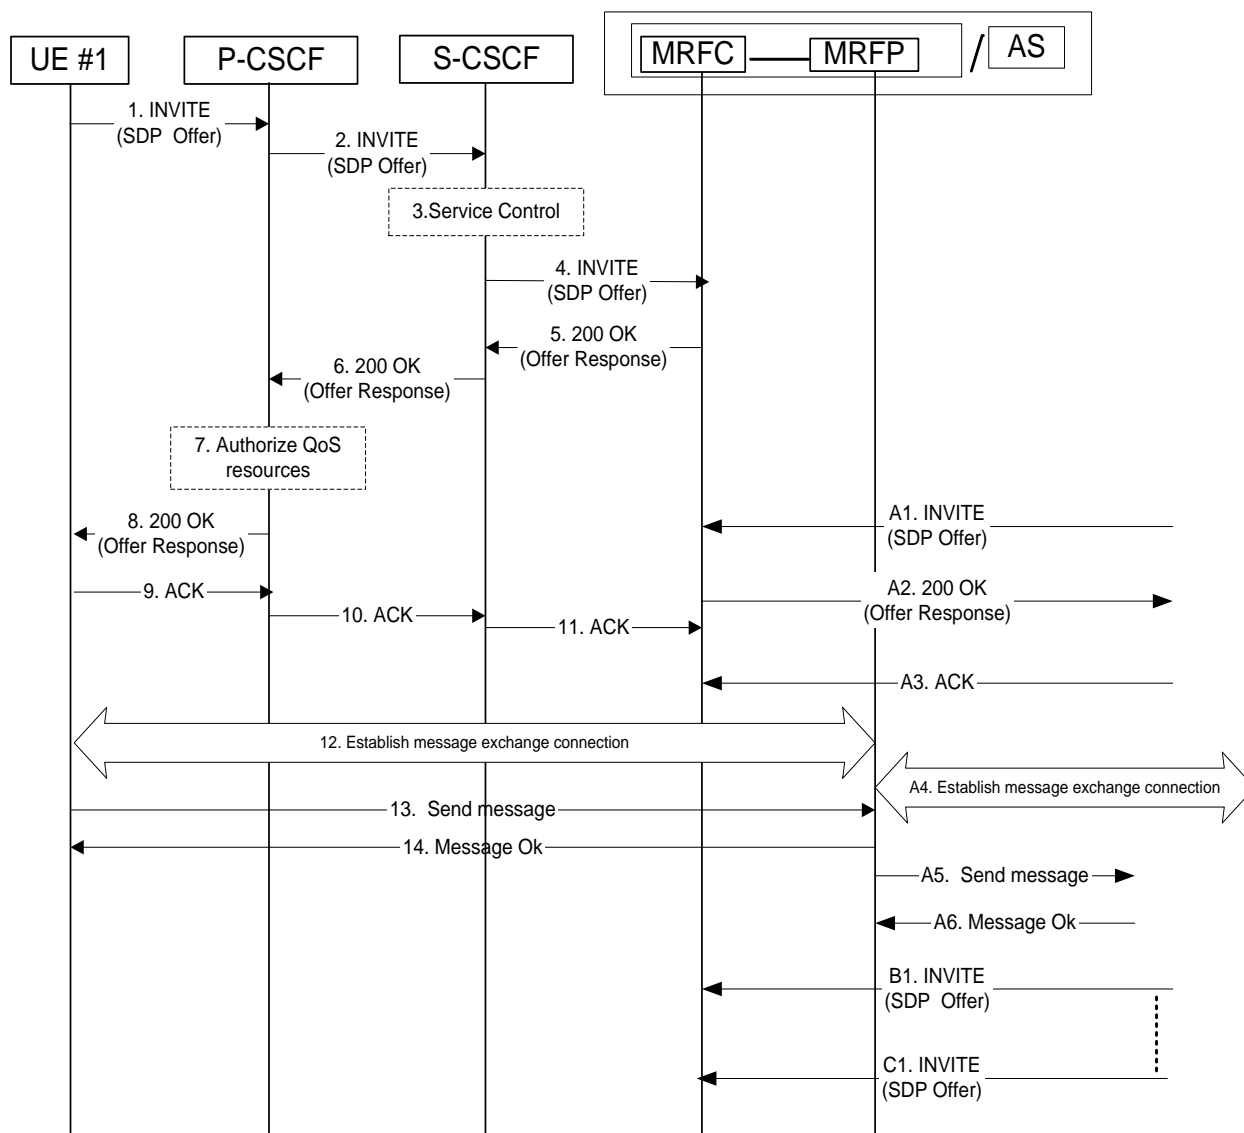 UE #1
P-CSCF
S-CSCF
MRFC
MRFP
/
AS
1. INVITE
(SDP Offer)
2. INVITE
(SDP Offer)
3.Service Control
4. INVITE
(SDP Offer)
5. 200 OK
(Offer Response)
6. 200 OK
(Offer Response)
7. Authorize QoS
resources
8. 200 OK
(Offer Response)
A1. INVITE
(SDP Offer)
9. ACK
10. ACK
11. ACK
A2. 200 OK
(Offer Response)
A3. ACK
12. Establish message exchange connection
A4. Establish message exchange connection
13. Send message
14. Message Ok
A5. Send message
A6. Message Ok
B1. INVITE
(SDP Offer)
C1. INVITE
(SDP Offer)